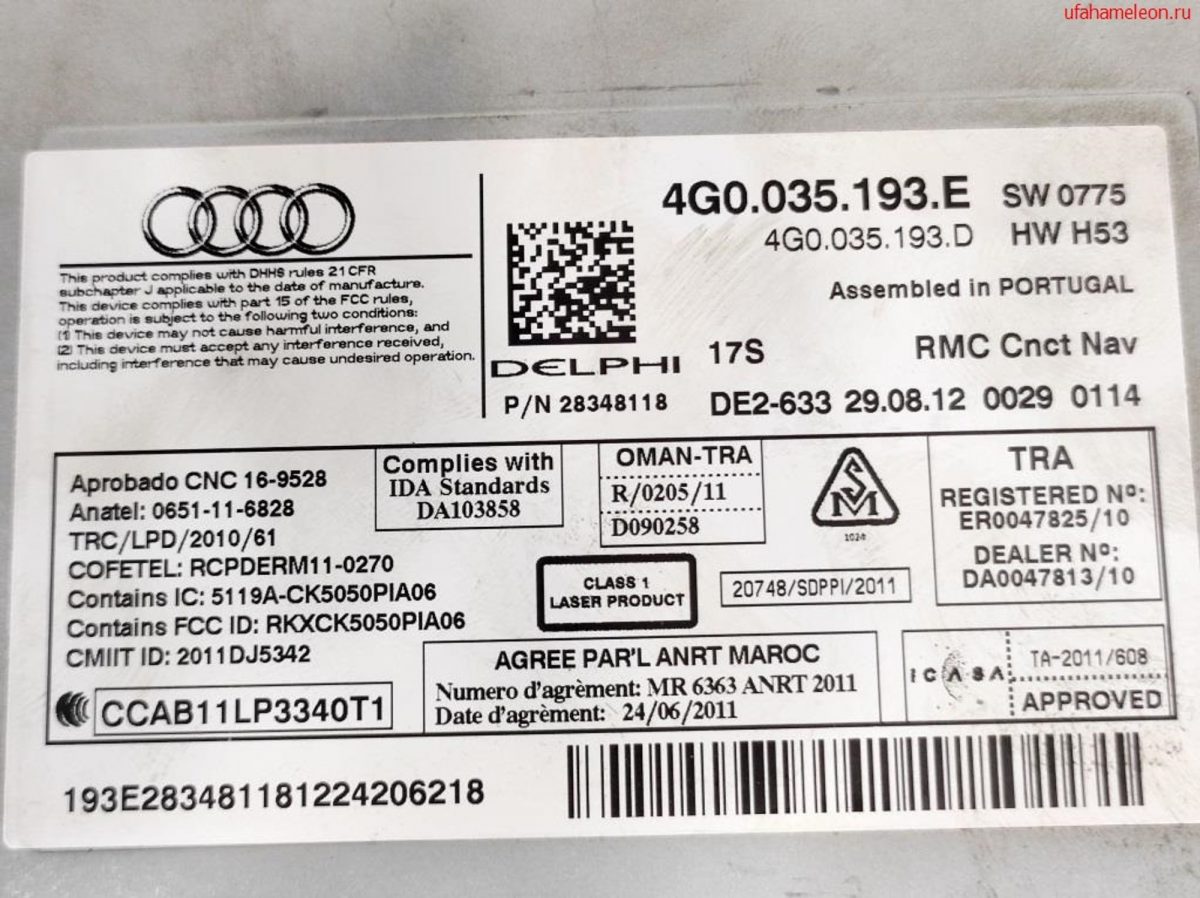 ufahameleon.ru
4G0.035.193.E SW 0775
4G0.035.193.D HW H53
Assembled in PORTUGAL
This product complies with DHHS rules 21 CFR
subchapter J applicable to the date of manufacture.
This device complies with part 15 of the FCC rules,
operation is subject to the following two conditions:
(1) This device may not cause harmful interference, and
(2) This device must accept any interference received,
including interference that may cause undesired operation.
DELPHI 17S RMC Cnct Nav
P/N 28348118 DE2-633 29.08.12 0029 0114
Aprobado CNC 16-9528
Anatel: 0651-11-6828
TRC/LPD/2010/61
COFETEL: RCPDERM11-0270
Contains IC: 5119A-CK5050PIA06
Contains FCC ID: RKXCK5050PIA06
CMIIT ID: 2011DJ5342
CCAB11LP3340T1
Complies with
IDA Standards
DA103858
OMAN-TRA
R/0205/11
D090258
SM
1024
TRA
REGISTERED Nº:
ER0047825/10
DEALER Nº:
DA0047813/10
CLASS 1
LASER PRODUCT
20748/SDPPI/2011
AGREE PAR'L ANRT MAROC
Numero d'agrèment: MR 6363 ANRT 2011
Date d'agrèment: 24/06/2011
ICASA TA-2011/608
APPROVED
193E283481181224206218